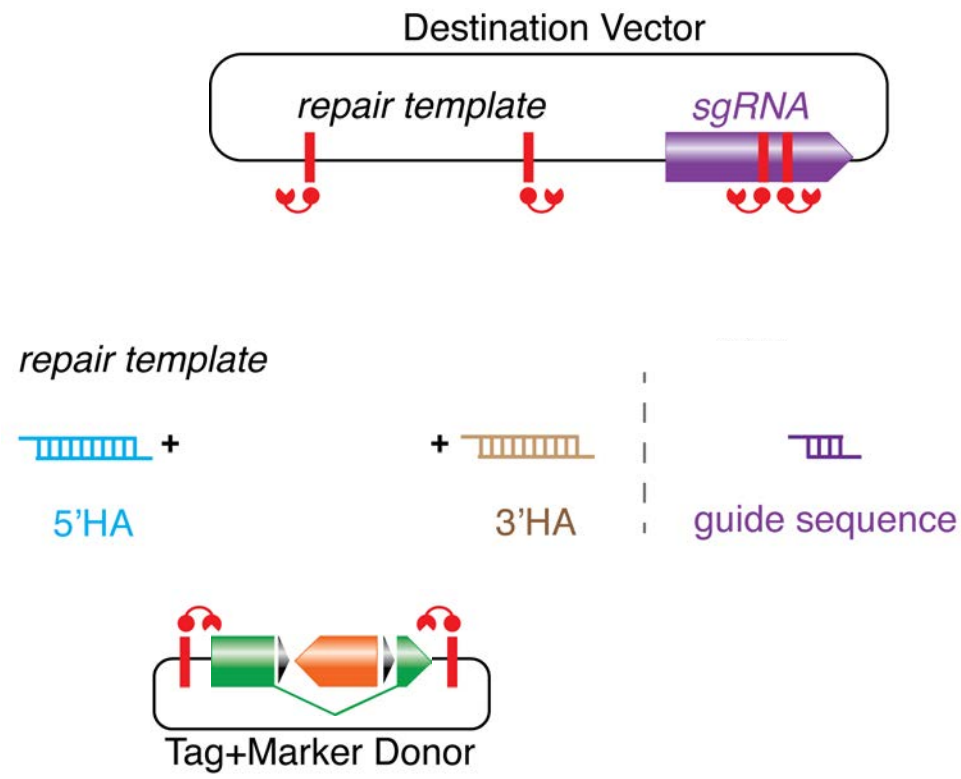 Destination Vector
repair template
sgRNA
repair template
+
+
5'HA
3'HA
guide sequence
Tag+Marker Donor